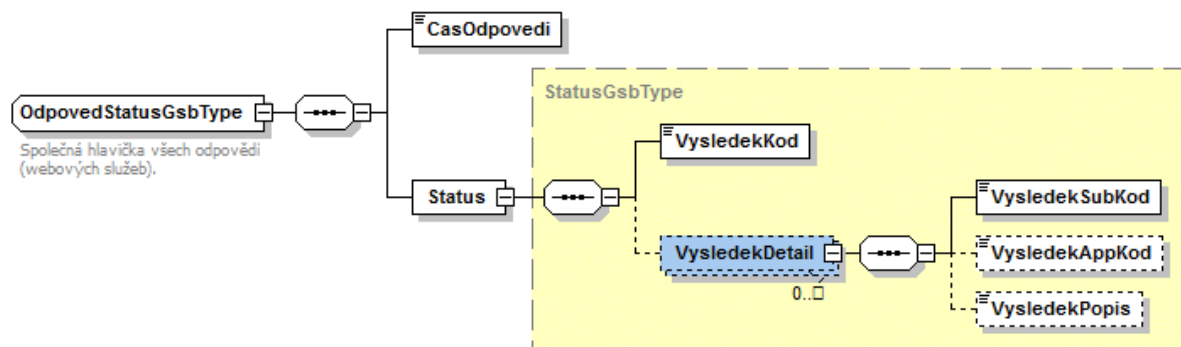 CasOdpovedi
StatusGsbType
OdpovedStatusGsbType
Společná hlavička všech odpovědí
(webových služeb).
VysledekKod
Status
VysledekSubKod
VysledekDetail
VysledekAppKod
0..□
VysledekPopis